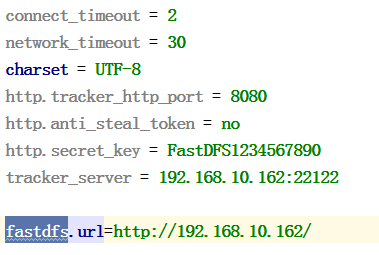 connect_timeout = 2
network_timeout = 30
charset = UTF-8
http.tracker_http_port = 8080
http.anti_steal_token = no
http.secret_key = FastDFS1234567890
tracker_server = 192.168.10.162:22122
fastdfs.url=http://192.168.10.162/